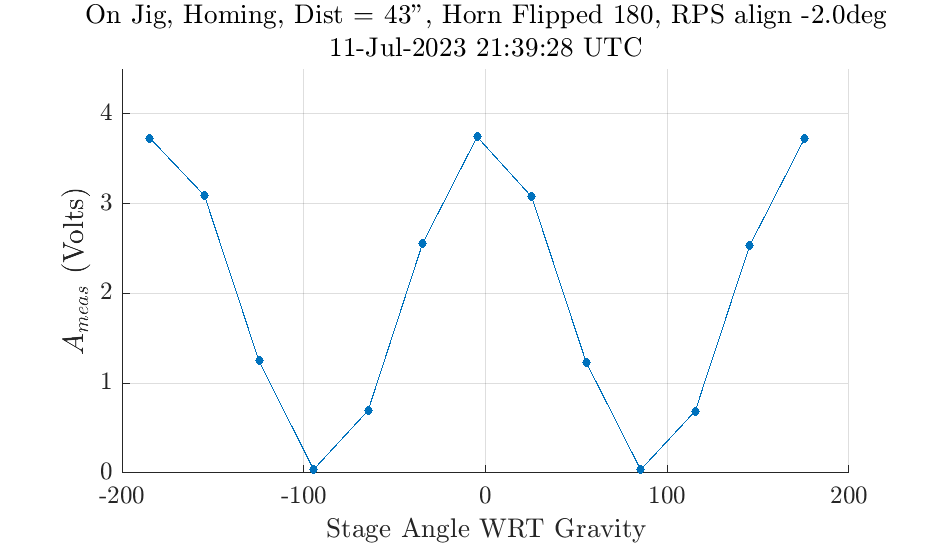 On Jig, Homing, Dist = 43”, Horn Flipped 180, RPS align -2.0deg
11-Jul-2023 21:39:28 UTC
A_meas (Volts)
4
3
2
1
0
-200 -100 0 100 200
Stage Angle WRT Gravity